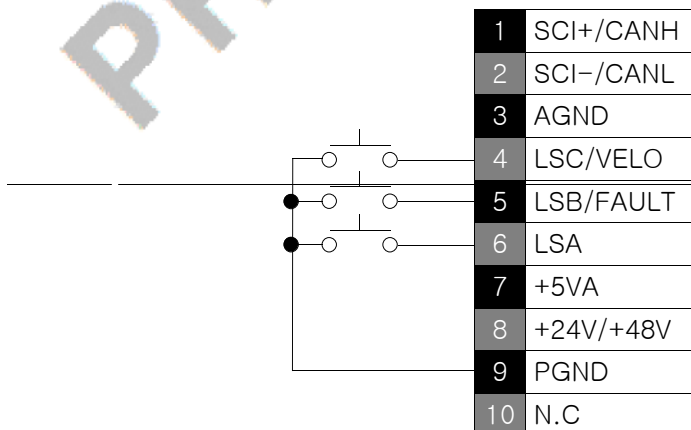 1 SCI+/CANH
2 SCI-/CANL
3 AGND
4 LSC/VELO
5 LSB/FAULT
6 LSA
7 +5VA
8 +24V/+48V
9 PGND
10 N.C